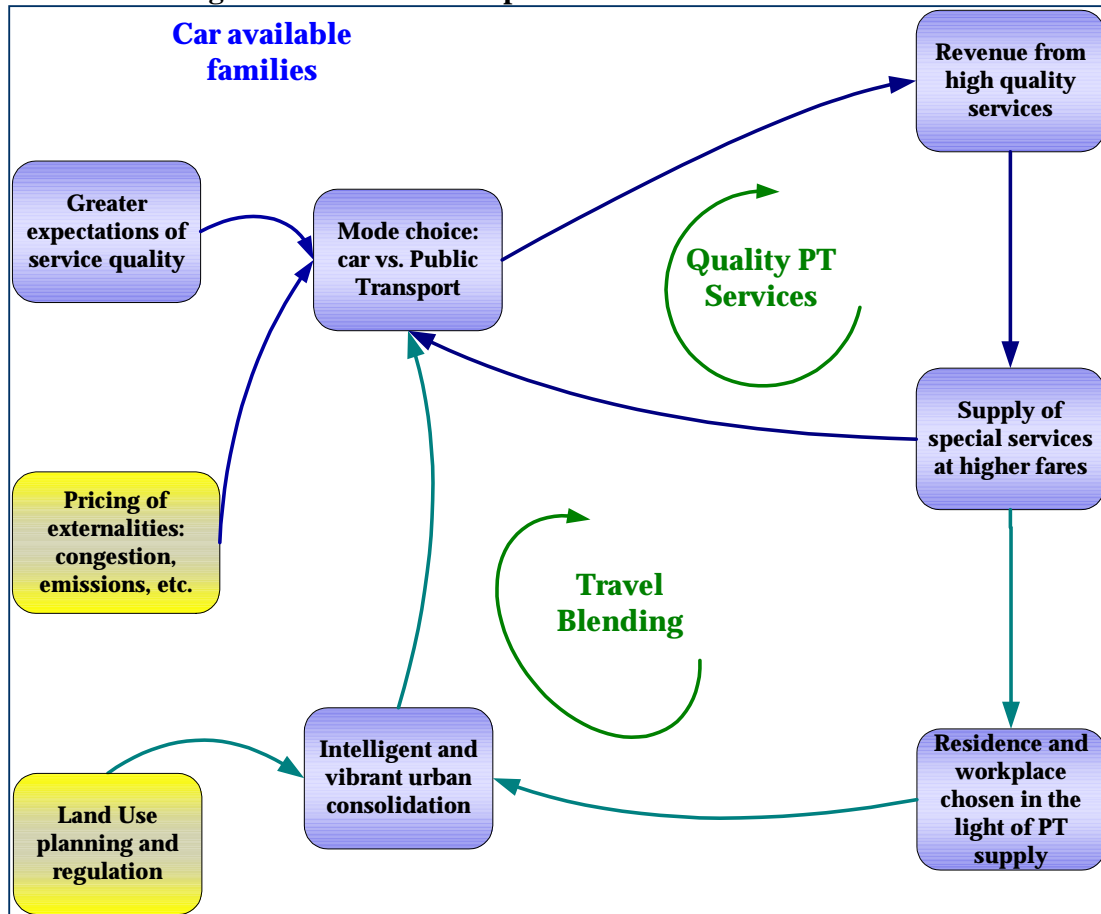 Car available
families
Revenue from
high quality
services
Greater
expectations of
service quality
Mode choice:
car vs. Public
Transport
Quality PT
Services
Supply of
special services
at higher fares
Pricing of
externalities:
congestion,
emissions, etc.
Travel
Blending
Intelligent and
vibrant urban
consolidation
Residence and
workplace
chosen in the
light of PT
supply
Land Use
planning and
regulation